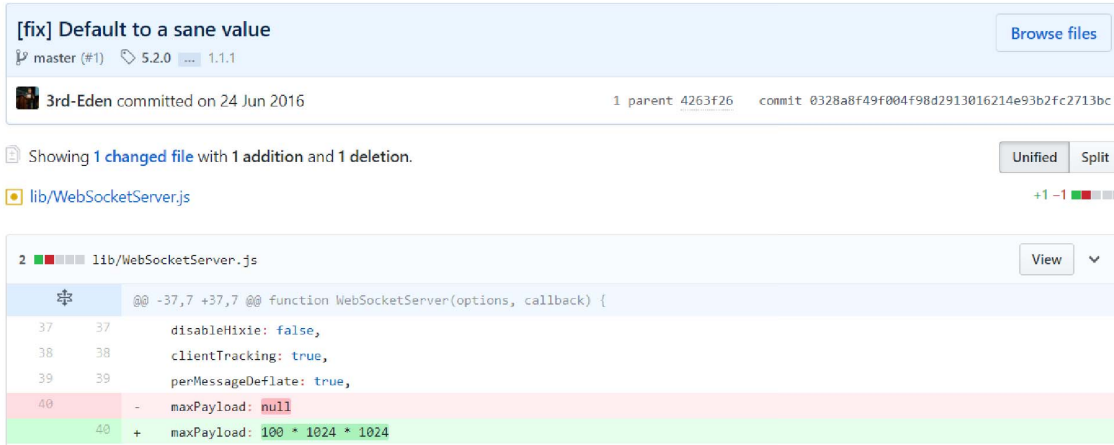 [fix] Default to a sane value
Browse files
master (#1) 5.2.0 ... 1.1.1
3rd-Eden committed on 24 Jun 2016
1 parent 4263f26 commit 0328a8f49f004f98d2913016214e93b2fc2713bc
Showing 1 changed file with 1 addition and 1 deletion.
Unified Split
lib/WebSocketServer.js
+1 −1
2 lib/WebSocketServer.js
View
@@ -37,7 +37,7 @@ function WebSocketServer(options, callback) {
37 37 disableHixie: false,
38 38 clientTracking: true,
39 39 perMessageDeflate: true,
40 - maxPayload: null
40 + maxPayload: 100 * 1024 * 1024